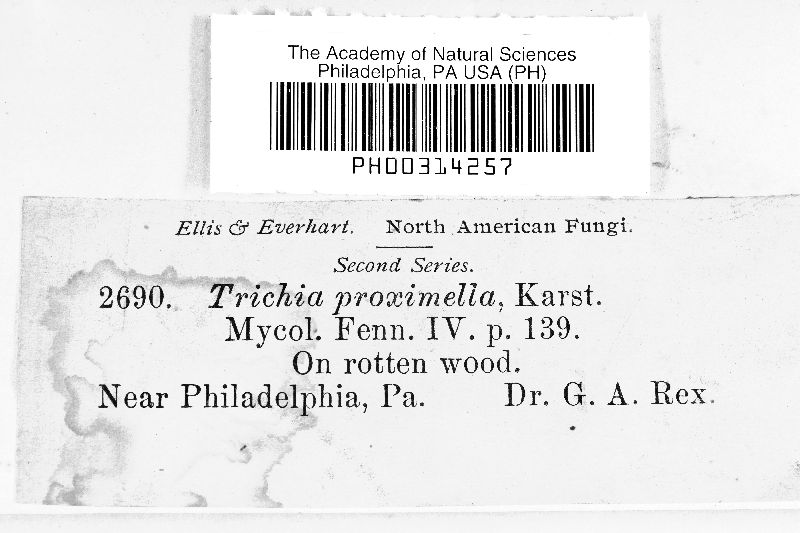 The Academy of Natural Sciences
Philadelphia, PA USA (PH)
PH00314257
Ellis & Everhart. North American Fungi.
Second Series.
2690. Trichia proximella, Karst.
Mycol. Fenn. IV. p. 139.
On rotten wood.
Near Philadelphia, Pa. Dr. G. A. Rex.